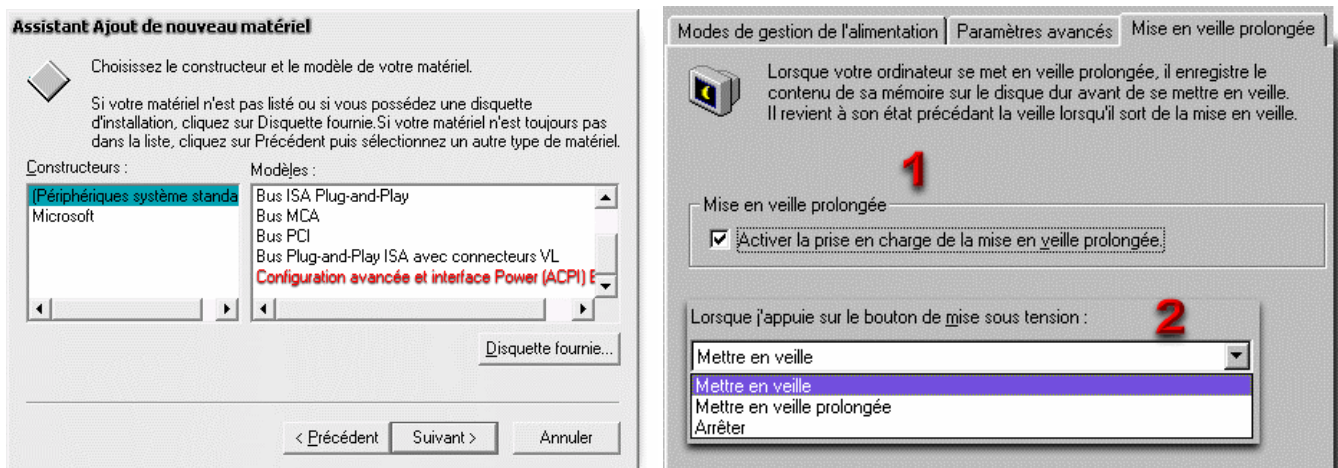 Assistant Ajout de nouveau matériel
Choisissez le constructeur et le modèle de votre matériel.
Si votre matériel n'est pas listé ou si vous possédez une disquette
d'installation, cliquez sur Disquette fournie.Si votre matériel n'est toujours pas
dans la liste, cliquez sur Précédent puis sélectionnez un autre type de matériel.
Constructeurs :
(Périphériques système standa
Microsoft
Modèles :
Bus ISA Plug-and-Play
Bus MCA
Bus PCI
Bus Plug-and-Play ISA avec connecteurs VL
Configuration avancée et interface Power (ACPI) E
Disquette fournie...
< Précédent
Suivant >
Annuler
Modes de gestion de l'alimentation
Paramètres avancés
Mise en veille prolongée
Lorsque votre ordinateur se met en veille prolongée, il enregistre le
contenu de sa mémoire sur le disque dur avant de se mettre en veille.
Il revient à son état précédant la veille lorsqu'il sort de la mise en veille.
1
Mise en veille prolongée
Activer la prise en charge de la mise en veille prolongée.
Lorsque j'appuie sur le bouton de mise sous tension :
2
Mettre en veille
Mettre en veille
Mettre en veille prolongée
Arrêter